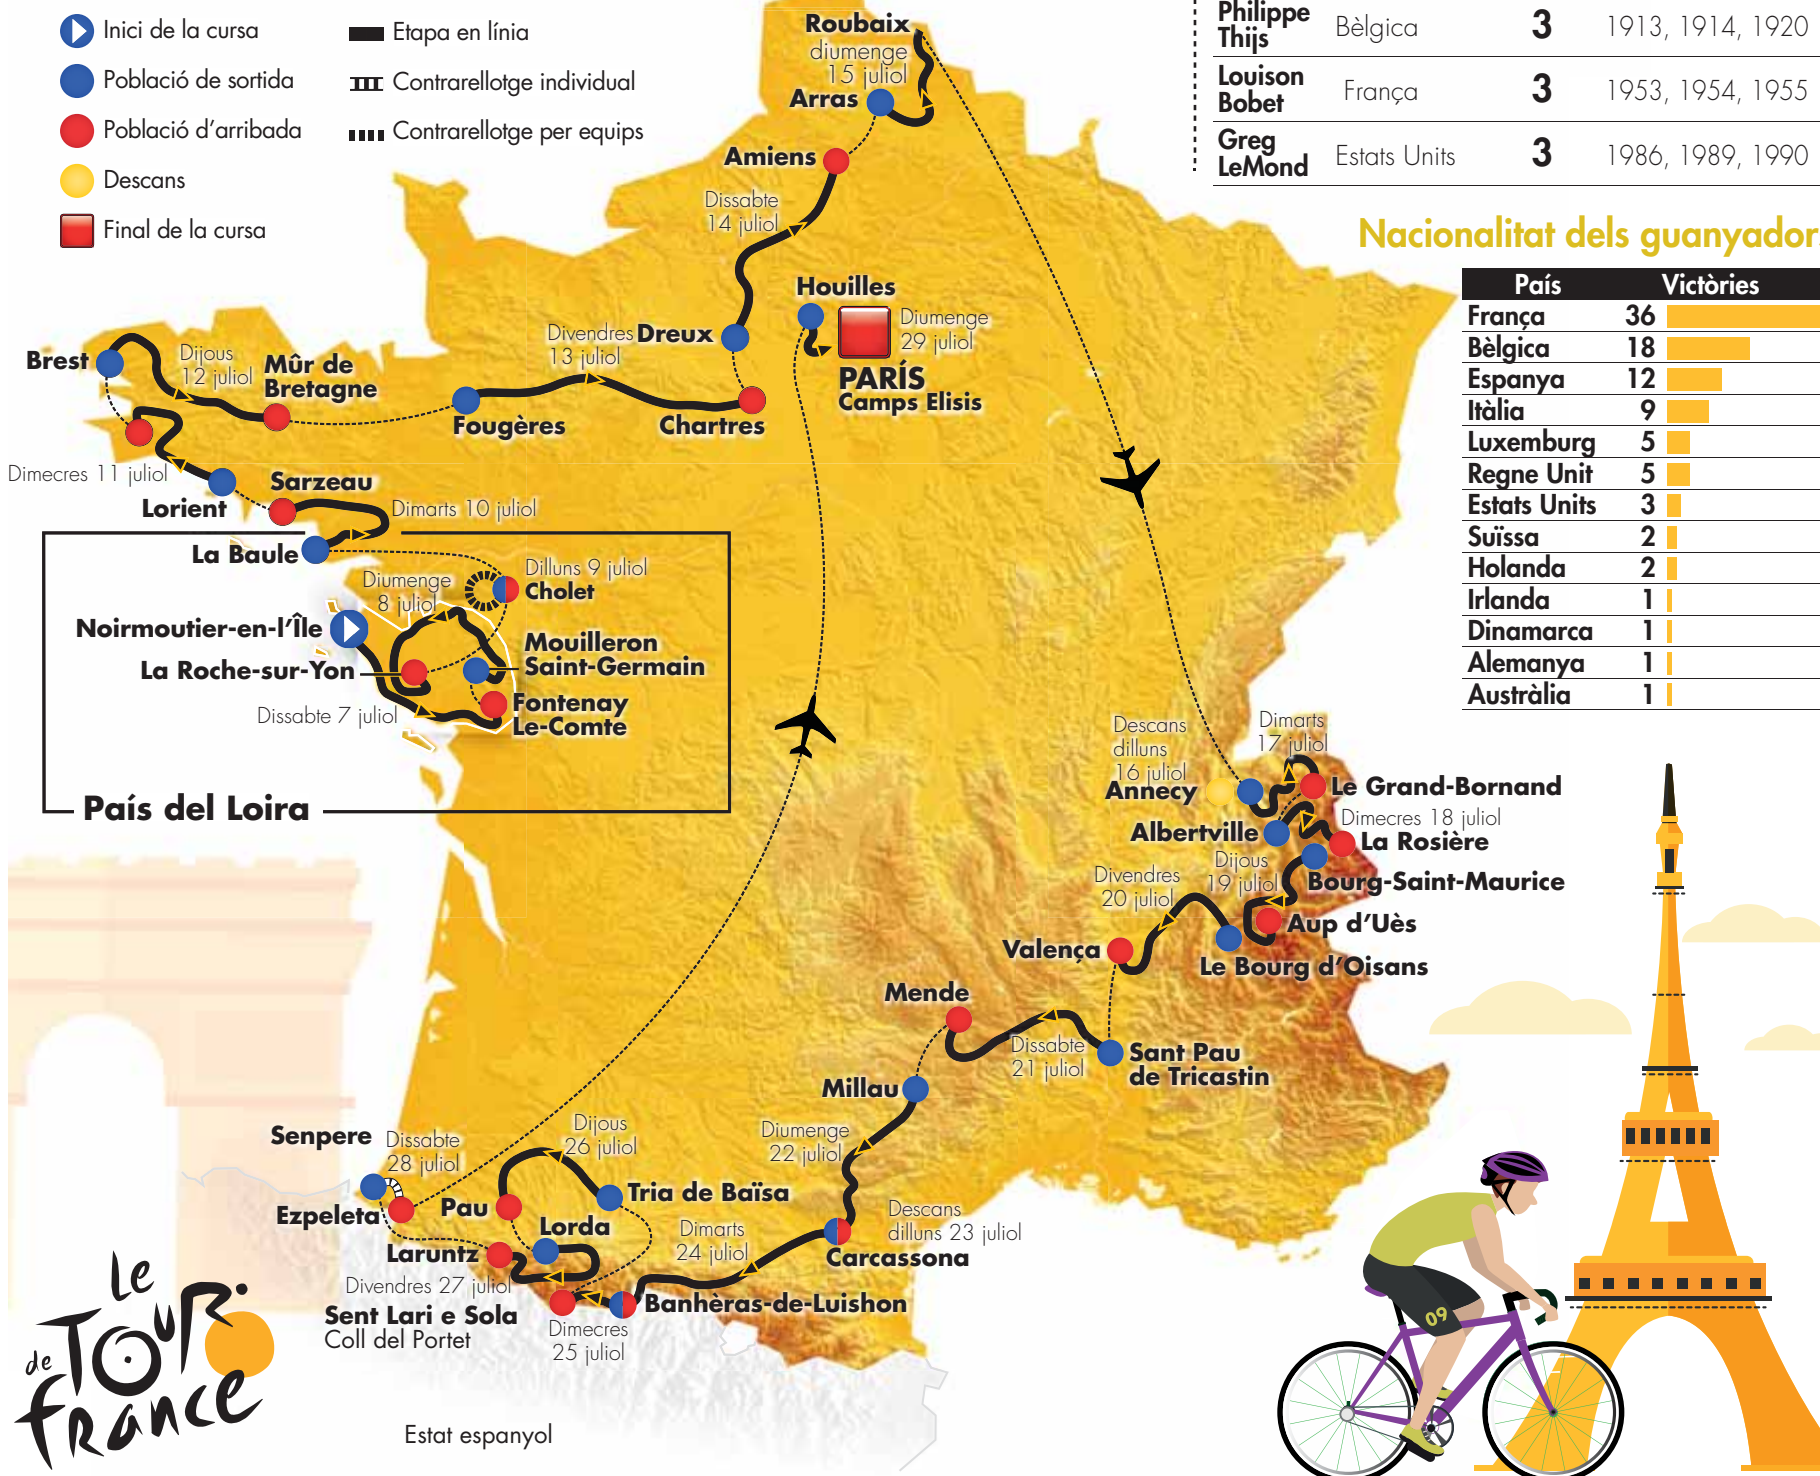 Inici de la cursa
Població de sortida
Població d'arribada
Descans
Final de la cursa
Etapa en línia
Contrarellotge individual
Contrarellotge per equips
Philippe
Thijs
Bèlgica
3
1913, 1914, 1920
Louison
Bobet
França
3
1953, 1954, 1955
Greg
LeMond
Estats Units
3
1986, 1989, 1990
Nacionalitat dels guanyador
País Victòries
França 36
Bèlgica 18
Espanya 12
Itàlia 9
Luxemburg 5
Regne Unit 5
Estats Units 3
Suïssa 2
Holanda 2
Irlanda 1
Dinamarca 1
Alemanya 1
Austràlia 1
Roubaix
diumenge
15 juliol
Arras
Amiens
Dissabte
14 juliol
Houilles
Diumenge
29 juliol
PARÍS
Camps Elisis
Divendres
13 juliol
Dreux
Brest
Dijous
12 juliol
Mûr de
Bretagne
Fougères
Chartres
Dimecres 11 juliol
Lorient
Sarzeau
Dimarts 10 juliol
La Baule
Dilluns 9 juliol
Cholet
Diumenge
8 juliol
Noirmoutier-en-l'Île
Mouilleron
Saint-Germain
La Roche-sur-Yon
Fontenay
Le-Comte
Dissabte 7 juliol
País del Loira
Descans
dilluns
16 juliol
Annecy
Dimarts
17 juliol
Le Grand-Bornand
Dimecres 18 juliol
Albertville
La Rosière
Dijous
19 juliol
Bourg-Saint-Maurice
Divendres
20 juliol
Aup d'Uès
Valença
Le Bourg d'Oisans
Mende
Dissabte
21 juliol
Sant Pau
de Tricastin
Millau
Diumenge
22 juliol
Senpere
Dissabte
28 juliol
Dijous
26 juliol
Ezpeleta
Pau
Tria de Baïsa
Lorda
Dimarts
24 juliol
Descans
dilluns 23 juliol
Carcassona
Laruntz
Divendres 27 juliol
Sent Lari e Sola
Coll del Portet
Banhèras-de-Luishon
Dimecres
25 juliol
Le
TOUR
de
FRANCE
Estat espanyol
09